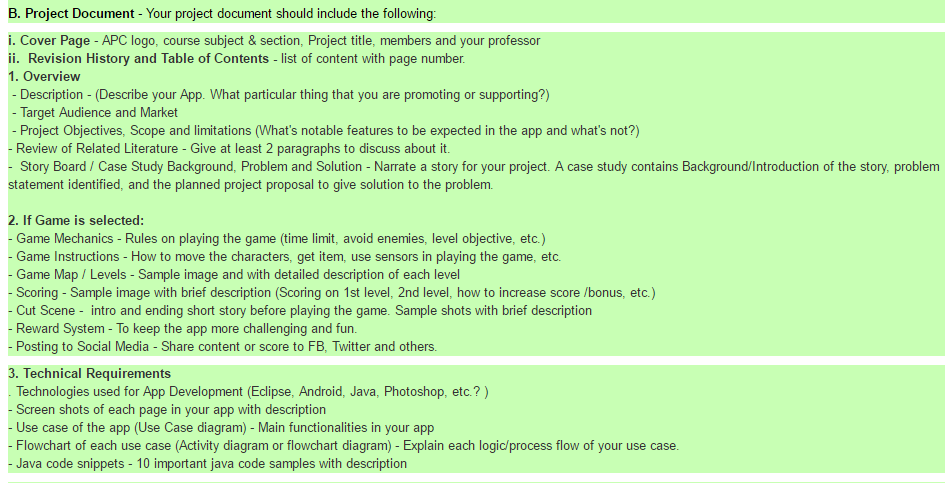 B. Project Document - Your project document should include the following:
i. Cover Page - APC logo, course subject & section, Project title, members and your professor
ii. Revision History and Table of Contents - list of content with page number.
1. Overview
- Description - (Describe your App. What particular thing that you are promoting or supporting?)
- Target Audience and Market
- Project Objectives, Scope and limitations (What's notable features to be expected in the app and what's not?)
- Review of Related Literature - Give at least 2 paragraphs to discuss about it.
- Story Board / Case Study Background, Problem and Solution - Narrate a story for your project. A case study contains Background/Introduction of the story, problem
statement identified, and the planned project proposal to give solution to the problem.
2. If Game is selected:
- Game Mechanics - Rules on playing the game (time limit, avoid enemies, level objective, etc.)
- Game Instructions - How to move the characters, get item, use sensors in playing the game, etc.
- Game Map / Levels - Sample image and with detailed description of each level
- Scoring - Sample image with brief description (Scoring on 1st level, 2nd level, how to increase score /bonus, etc.)
- Cut Scene - intro and ending short story before playing the game. Sample shots with brief description
- Reward System - To keep the app more challenging and fun.
- Posting to Social Media - Share content or score to FB, Twitter and others.
3. Technical Requirements
. Technologies used for App Development (Eclipse, Android, Java, Photoshop, etc.? )
- Screen shots of each page in your app with description
- Use case of the app (Use Case diagram) - Main functionalities in your app
- Flowchart of each use case (Activity diagram or flowchart diagram) - Explain each logic/process flow of your use case.
- Java code snippets - 10 important java code samples with description